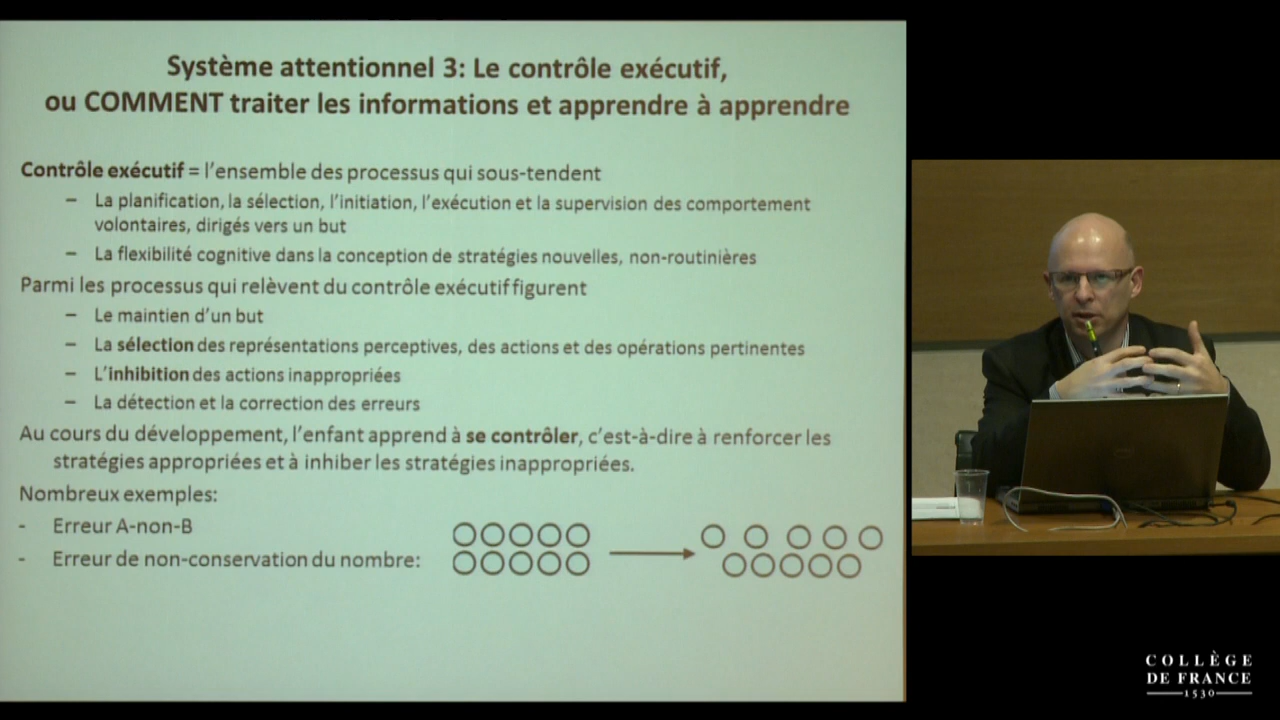 Système attentionnel 3: Le contrôle exécutif,
ou COMMENT traiter les informations et apprendre à apprendre
Contrôle exécutif = l'ensemble des processus qui sous-tendent
– La planification, la sélection, l'initiation, l'exécution et la supervision des comportement
volontaires, dirigés vers un but
– La flexibilité cognitive dans la conception de stratégies nouvelles, non-routinières
Parmi les processus qui relèvent du contrôle exécutif figurent
– Le maintien d'un but
– La sélection des représentations perceptives, des actions et des opérations pertinentes
– L'inhibition des actions inappropriées
– La détection et la correction des erreurs
Au cours du développement, l'enfant apprend à se contrôler, c'est-à-dire à renforcer les
stratégies appropriées et à inhiber les stratégies inappropriées.
Nombreux exemples:
- Erreur A-non-B
- Erreur de non-conservation du nombre:
COLLÈGE
DE FRANCE
1530